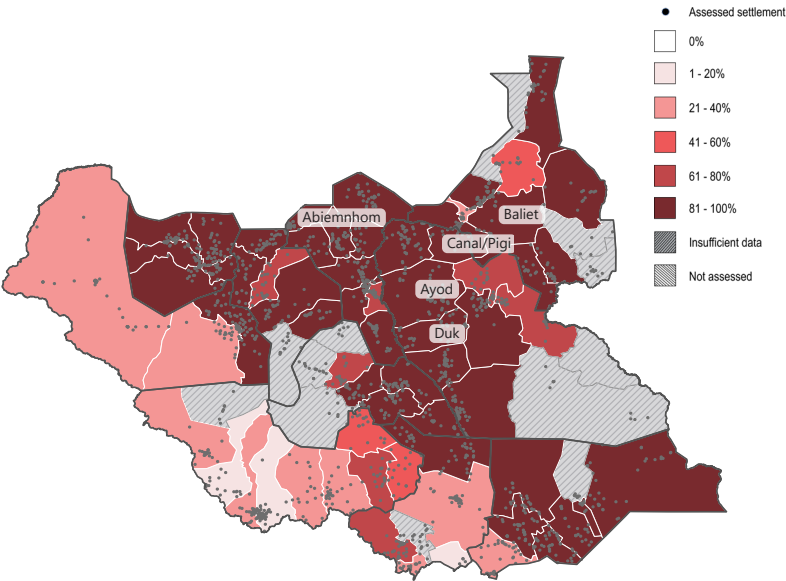 Assessed settlement
0%
1 - 20%
21 - 40%
41 - 60%
61 - 80%
81 - 100%
Insufficient data
Not assessed
Abiemnhom
Baliet
Canal/Pigi
Ayod
Duk